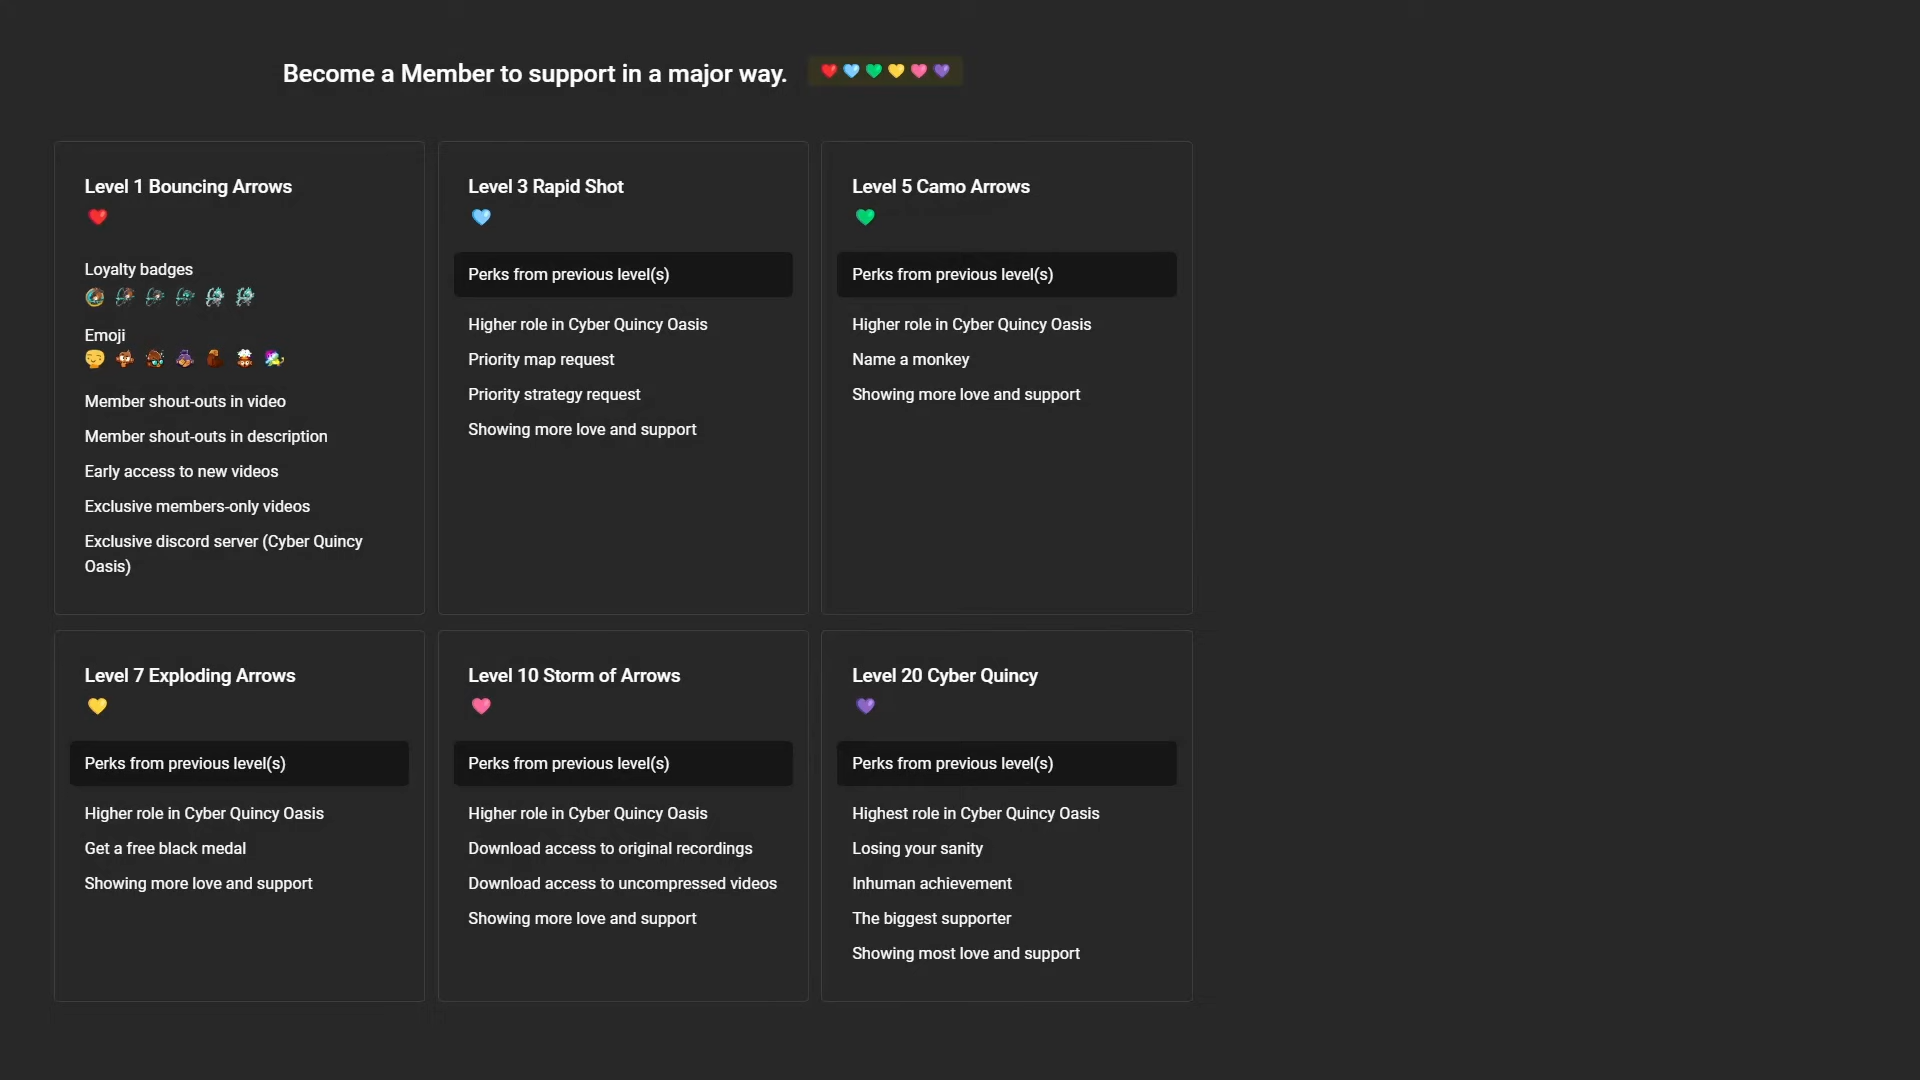 Become a Member to support in a major way.
Level 1 Bouncing Arrows
Loyalty badges
Emoji
Member shout-outs in video
Member shout-outs in description
Early access to new videos
Exclusive members-only videos
Exclusive discord server (Cyber Quincy
Oasis)
Level 3 Rapid Shot
Perks from previous level(s)
Higher role in Cyber Quincy Oasis
Priority map request
Priority strategy request
Showing more love and support
Level 5 Camo Arrows
Perks from previous level(s)
Higher role in Cyber Quincy Oasis
Name a monkey
Showing more love and support
Level 7 Exploding Arrows
Perks from previous level(s)
Higher role in Cyber Quincy Oasis
Get a free black medal
Showing more love and support
Level 10 Storm of Arrows
Perks from previous level(s)
Higher role in Cyber Quincy Oasis
Download access to original recordings
Download access to uncompressed videos
Showing more love and support
Level 20 Cyber Quincy
Perks from previous level(s)
Highest role in Cyber Quincy Oasis
Losing your sanity
Inhuman achievement
The biggest supporter
Showing most love and support